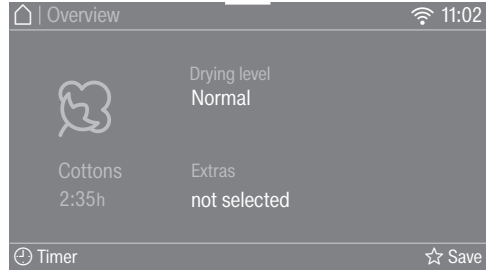 | Overview
11:02
Drying level
Normal
Cottons
2:35h
Extras
not selected
Timer
Save